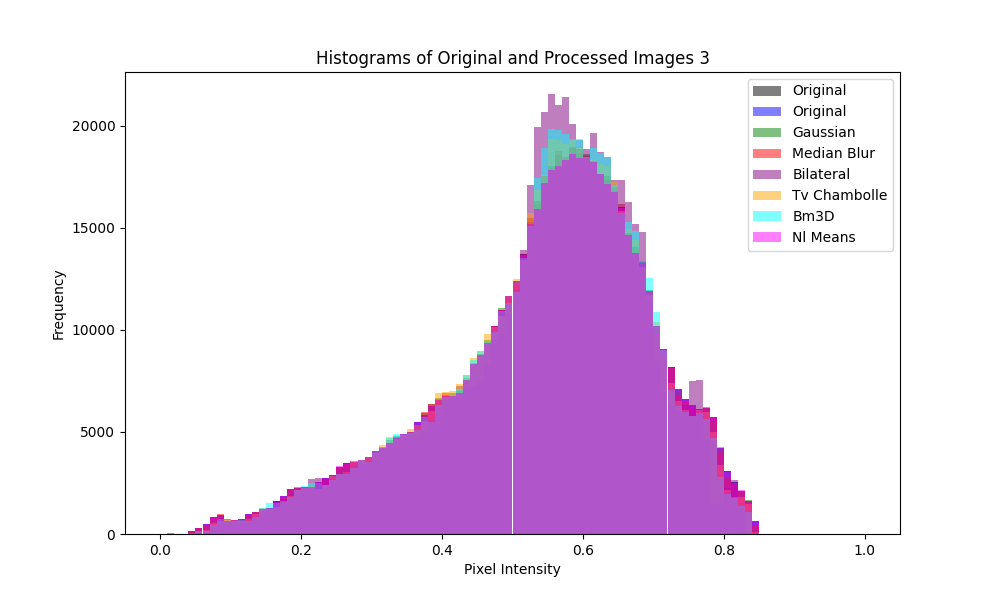 Histograms of Original and Processed Images 3
Original
Original
Gaussian
Median Blur
Bilateral
Tv Chambolle
Bm3D
Nl Means
20000
15000
10000
5000
0
Frequency
0.0 0.2 0.4 0.6 0.8 1.0
Pixel Intensity